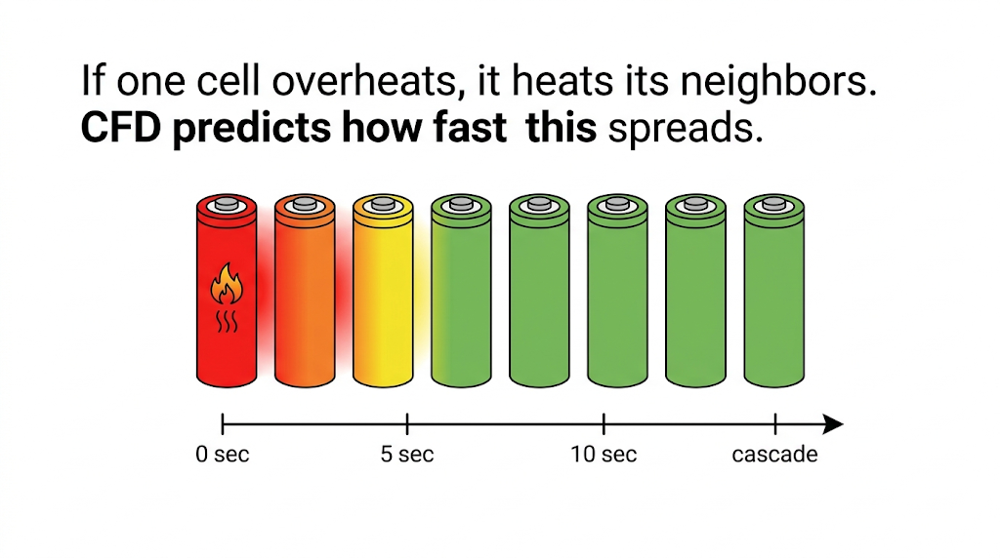 If one cell overheats, it heats its neighbors.
CFD predicts how fast this spreads.
0 sec
5 sec
10 sec
cascade